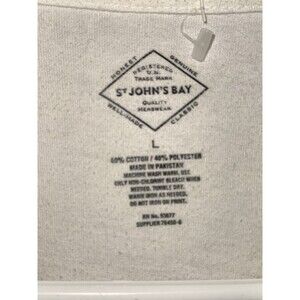 HONEST
GENUINE
REGISTERED
U.S.
TRADE MARK
ST JOHN'S BAY
QUALITY
MENSWEAR
WELL-MADE
CLASSIC
L
60% COTTON / 40% POLYESTER
MADE IN PAKISTAN
MACHINE WASH WARM. USE
ONLY NON-CHLORINE BLEACH WHEN
NEEDED. TUMBLE DRY.
WARM IRON AS NEEDED.
DO NOT IRON ON PRINT.
RN No. 93677
SUPPLIER